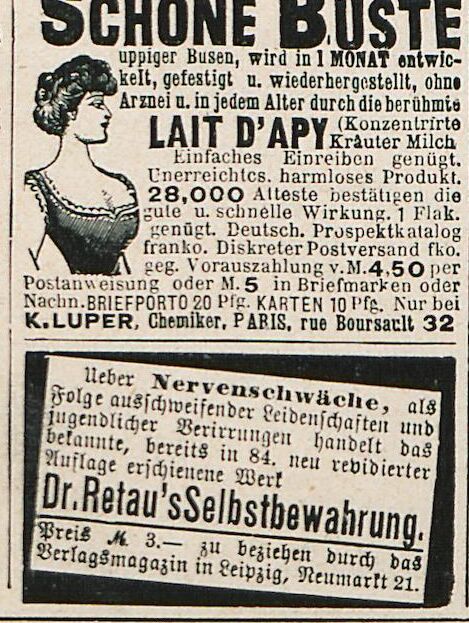 SCHÖNE BÜSTE
uppiger Busen, wird in 1 MONAT entwic-
kelt, gefestigt u. wiederhergestellt, ohne
Arznei u. in jedem Alter durch die berühmte
LAIT D'APY (Konzentrirte
Kräuter Milch
Einfaches Einreiben genügt.
Unerreichtes. harmloses Produkt.
28,000 Atteste bestätigen die
gute u. schnelle Wirkung. 1 Flak.
genügt. Deutsch. Prospektkatalog
franko. Diskreter Postversand fko.
geg. Vorauszahlung v. M. 4,50 per
Postanweisung oder M. 5 in Briefmarken oder
Nachn. BRIEFPORTO 20 Pfg. KARTEN 10 Pfg. Nur bei
K. LUPER, Chemiker, PARIS, rue Boursault 32
Ueber Nervenschwäche, als
Folge ausschweifender Leidenschaften und
jugendlicher Verirrungen handelt das
bekannte, bereits in 84. neu revidierter
Auflage erschienene Werk
Dr. Retau's Selbstbewahrung.
Preis M 3.— zu beziehen durch das
Verlagsmagazin in Leipzig, Neumarkt 21.